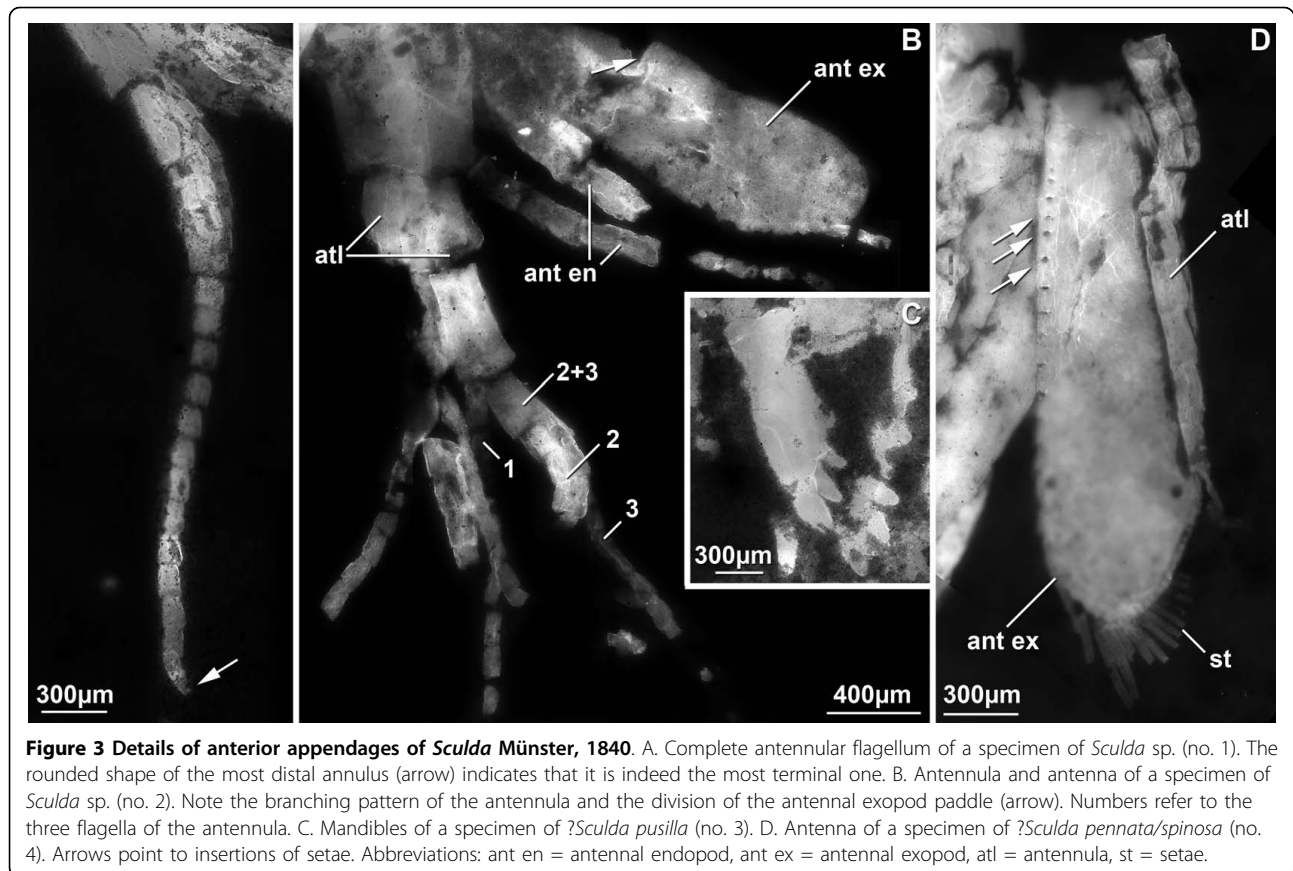 300µm
B
ant ex
atl
ant en
2+3
2
1
3
400µm
C
300µm
D
atl
ant ex
st
300µm
Figure 3 Details of anterior appendages of Sculda Münster, 1840. A. Complete antennular flagellum of a specimen of Sculda sp. (no. 1). The
rounded shape of the most distal annulus (arrow) indicates that it is indeed the most terminal one. B. Antennula and antenna of a specimen of
Sculda sp. (no. 2). Note the branching pattern of the antennula and the division of the antennal exopod paddle (arrow). Numbers refer to the
three flagella of the antennula. C. Mandibles of a specimen of ?Sculda pusilla (no. 3). D. Antenna of a specimen of ?Sculda pennata/spinosa (no.
4). Arrows point to insertions of setae. Abbreviations: ant en = antennal endopod, ant ex = antennal exopod, atl = antennula, st = setae.